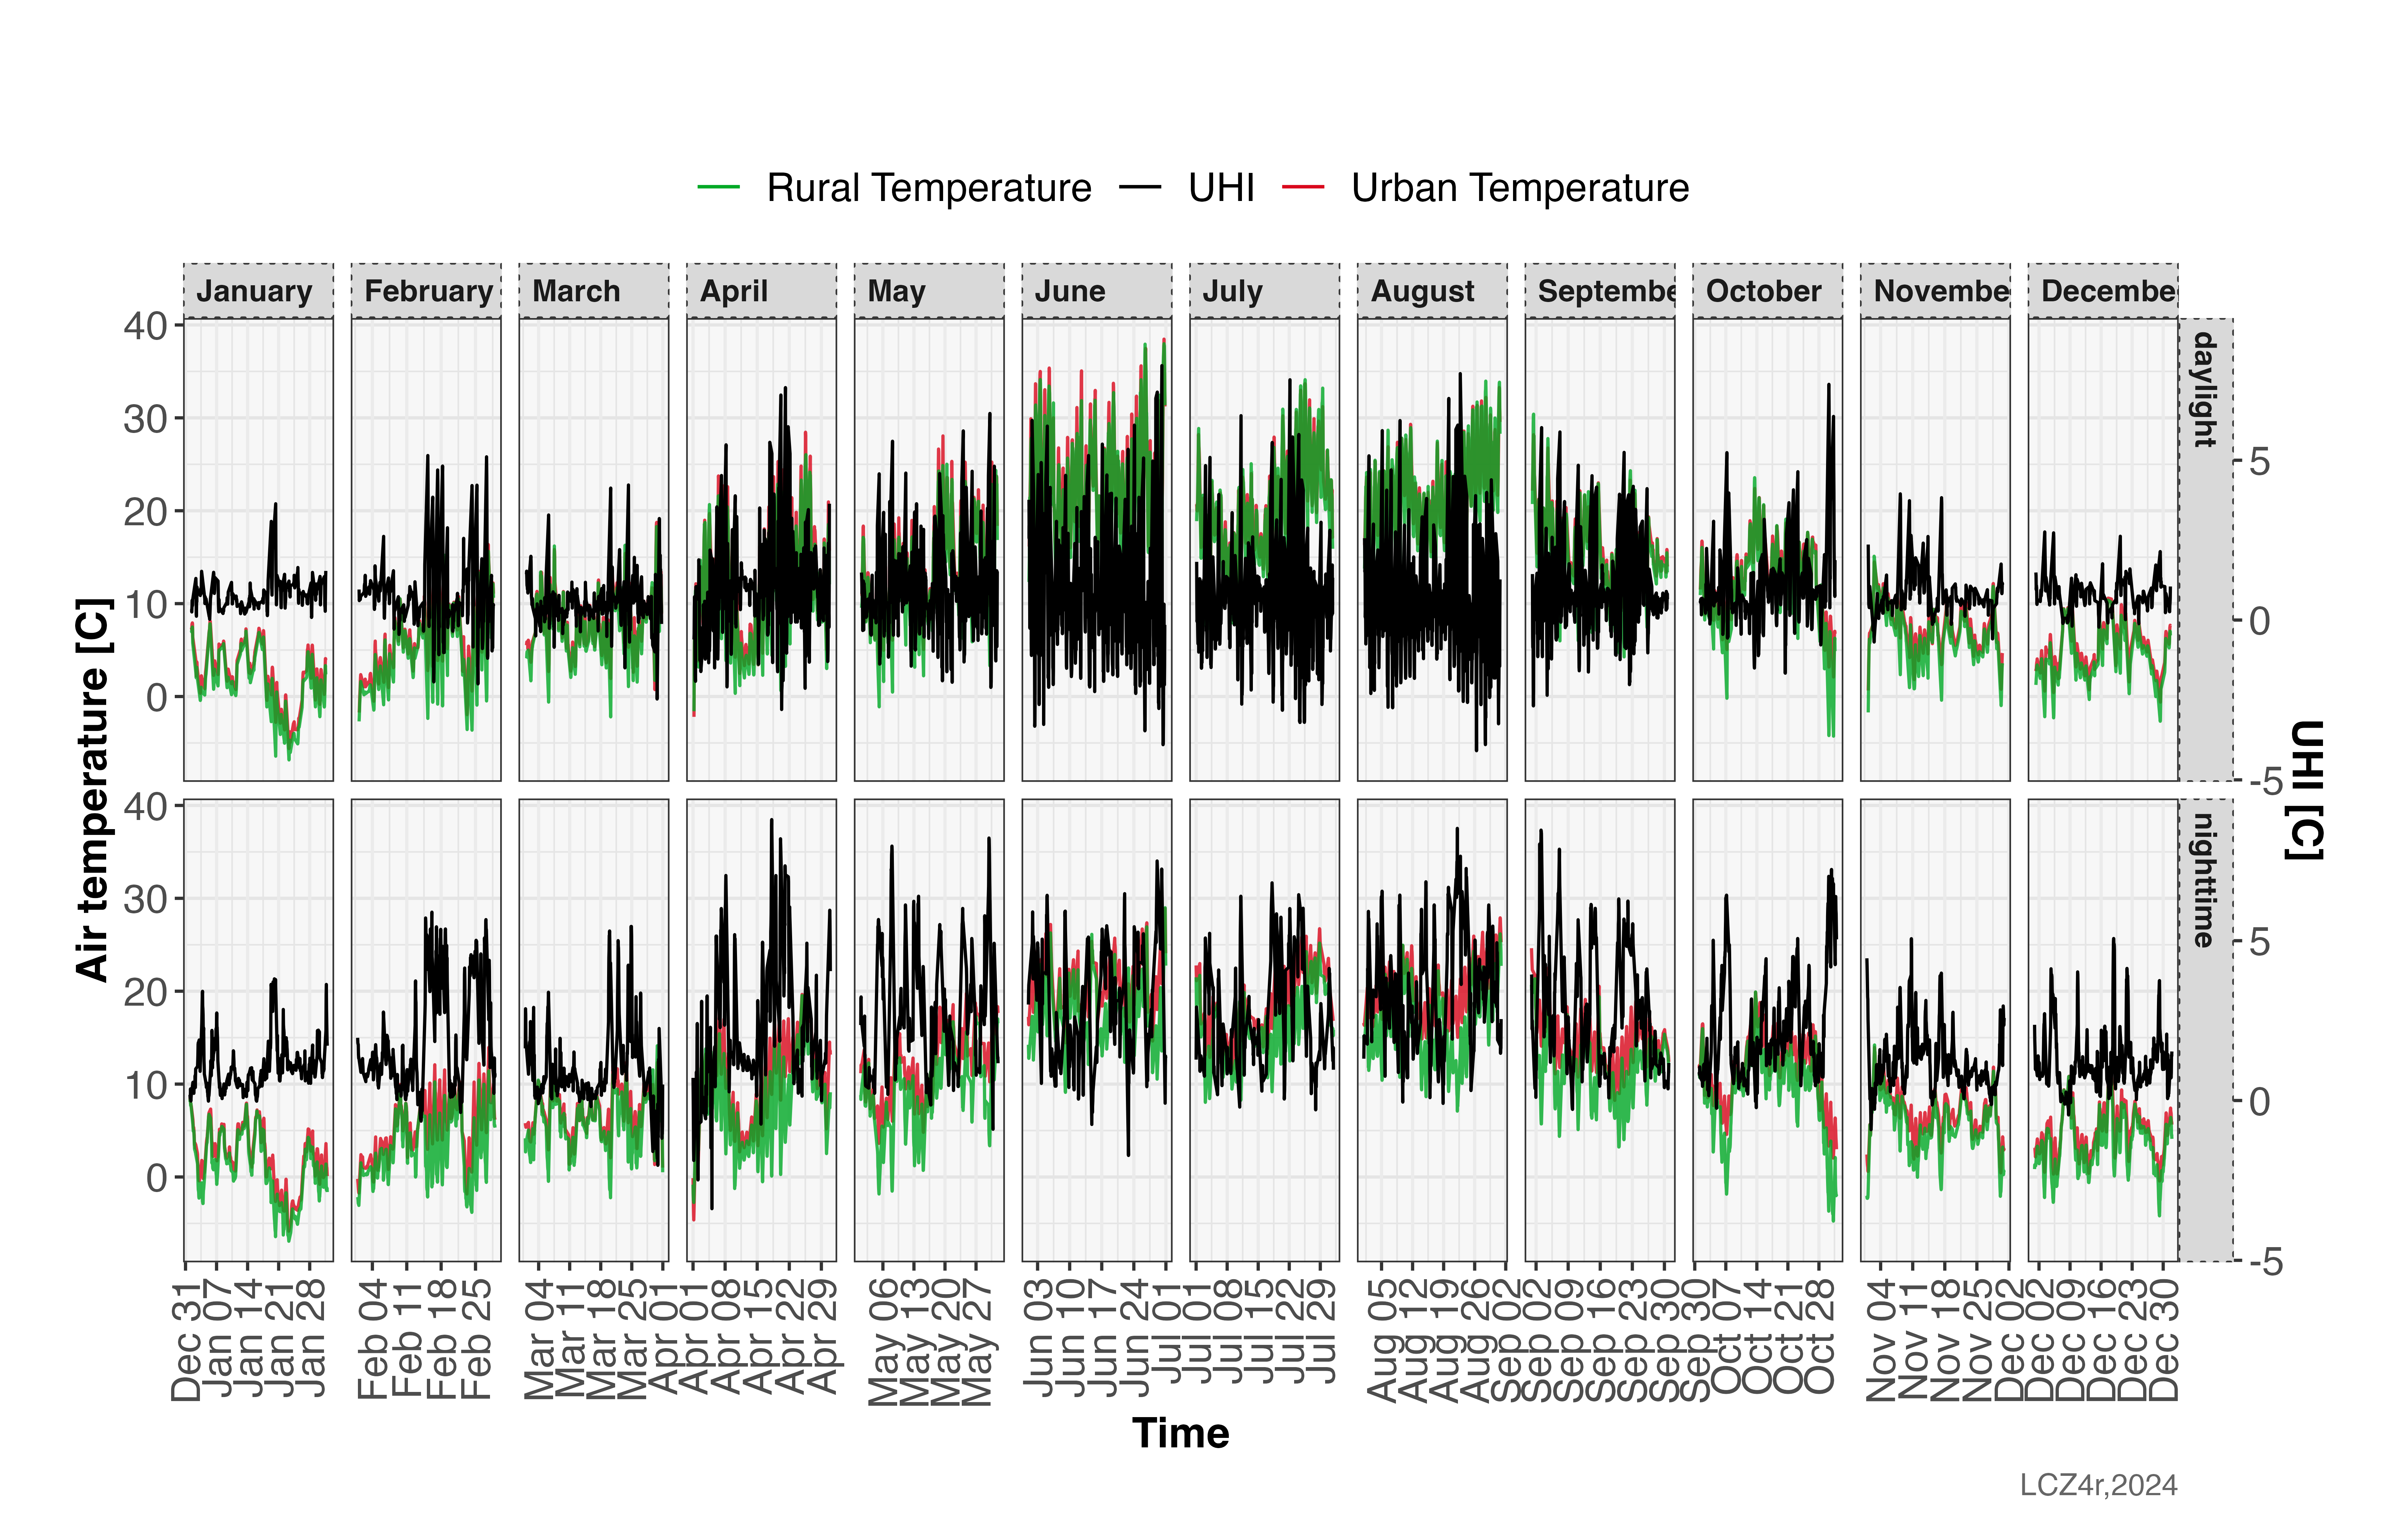 Rural Temperature UHI Urban Temperature
January February March April May June July August Septembe October Novembe Decembe
daylight
40
30
20
10
0
5
0
-5
nighttime
40
30
20
10
0
5
0
-5
Air temperature [C]
UHI [C]
Dec 31 Jan 07 Jan 14 Jan 21 Jan 28 Feb 04 Feb 11 Feb 18 Feb 25 Mar 04 Mar 11 Mar 18 Mar 25 Apr 01 Apr 01 Apr 08 Apr 15 Apr 22 Apr 29 May 06 May 13 May 20 May 27 Jun 03 Jun 10 Jun 17 Jun 24 Jul 01 Jul 01 Jul 08 Jul 15 Jul 22 Jul 29 Aug 05 Aug 12 Aug 19 Aug 26 Sep 02 Sep 02 Sep 09 Sep 16 Sep 23 Sep 30 Sep 30 Oct 07 Oct 14 Oct 21 Oct 28 Nov 04 Nov 11 Nov 18 Nov 25 Dec 02 Dec 02 Dec 09 Dec 16 Dec 23 Dec 30
Time
LCZ4r,2024